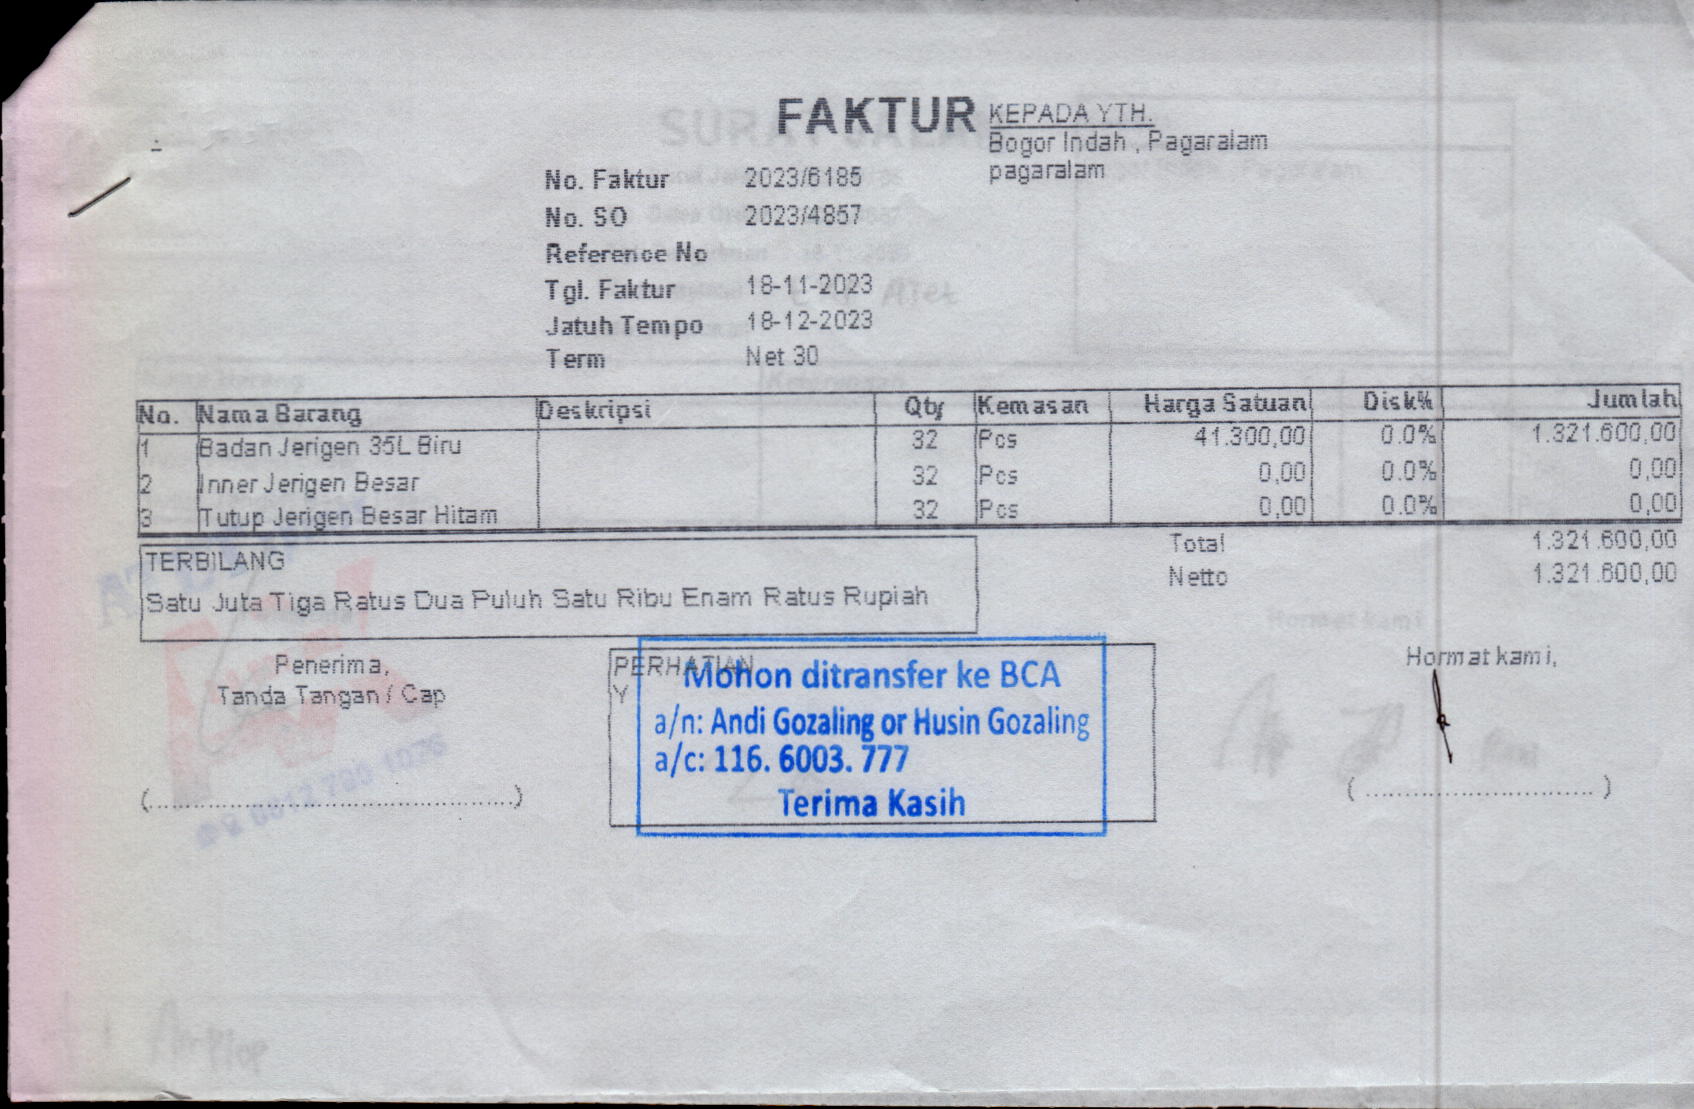 FAKTUR
KEPADA YTH.
Bogor Indah , Pagaralam
pagaralam
No. Faktur 2023/6185
No. SO 2023/4857
Reference No
Tgl. Faktur 18-11-2023
Jatuh Tempo 18-12-2023
Term Net 30
No. Nama Barang Deskripsi Qty Kemasan Harga Satuan Disk% Jumlah
1 Badan Jerigen 35L Biru 32 Pcs 41.300,00 0.0% 1.321.600,00
2 Inner Jerigen Besar 32 Pcs 0,00 0.0% 0,00
3 Tutup Jerigen Besar Hitam 32 Pcs 0,00 0.0% 0,00
Total 1.321.600,00
Netto 1.321.600,00
TERBILANG
Satu Juta Tiga Ratus Dua Puluh Satu Ribu Enam Ratus Rupiah
Penerima,
Tanda Tangan / Cap
PERHATIAN
Y
Mohon ditransfer ke BCA
a/n: Andi Gozaling or Husin Gozaling
a/c: 116. 6003. 777
Terima Kasih
Hormat kami,